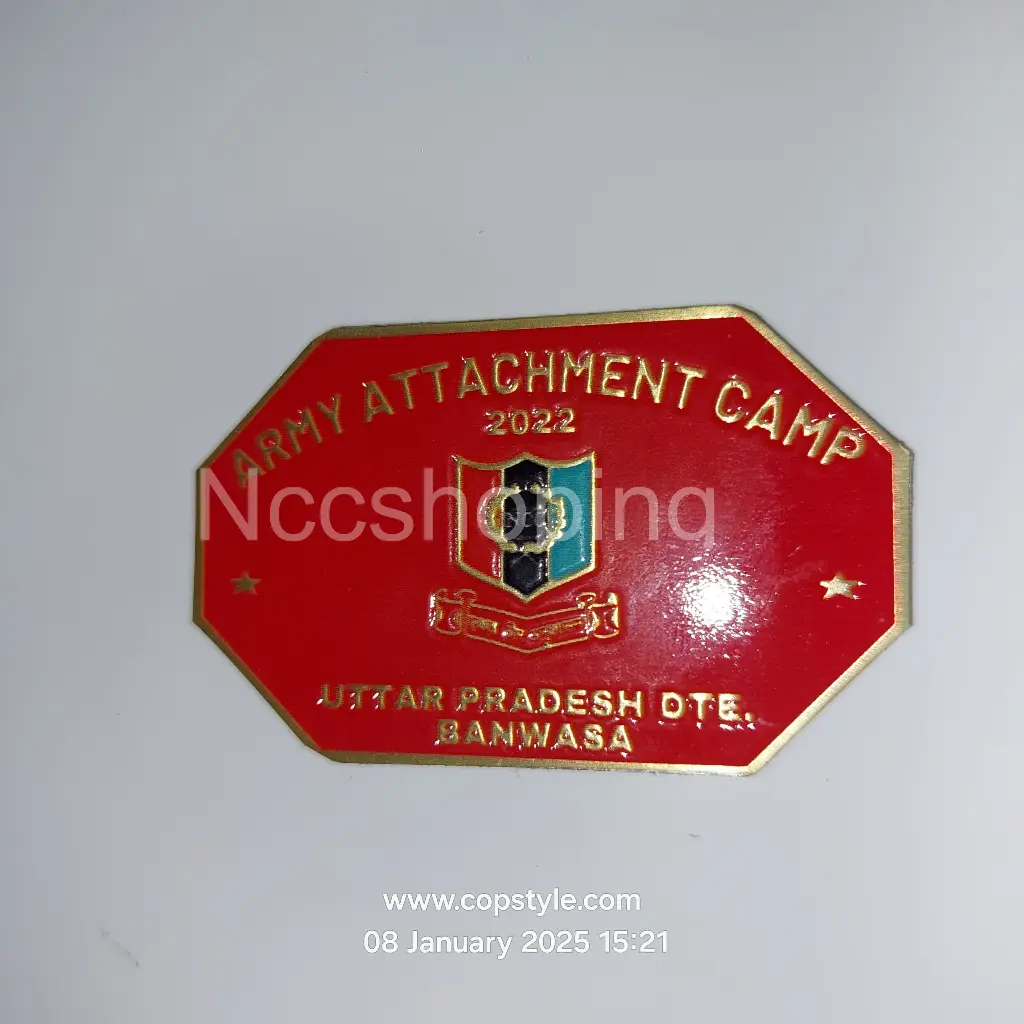 ARMY ATTACHMENT CAMP
2022
Nccshoping
UTTAR PRADESH DTE.
BANWASA
www.copstyle.com
08 January 2025 15:21